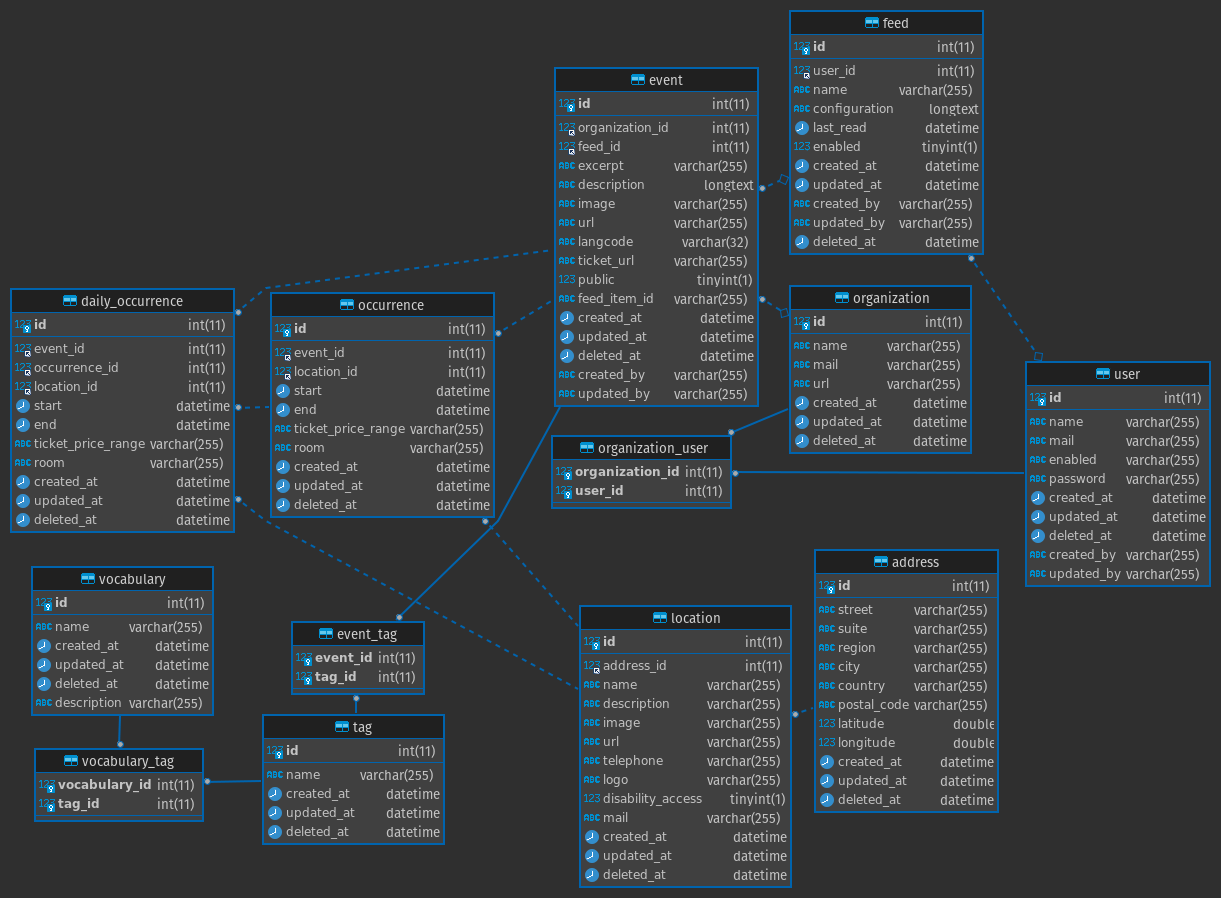 feed
id int(11)
user_id int(11)
name varchar(255)
configuration longtext
last_read datetime
enabled tinyint(1)
created_at datetime
updated_at datetime
created_by varchar(255)
updated_by varchar(255)
deleted_at datetime
event
id int(11)
organization_id int(11)
feed_id int(11)
excerpt varchar(255)
description longtext
image varchar(255)
url varchar(255)
langcode varchar(32)
ticket_url varchar(255)
public tinyint(1)
feed_item_id varchar(255)
created_at datetime
updated_at datetime
deleted_at datetime
created_by varchar(255)
updated_by varchar(255)
organization
id int(11)
name varchar(255)
mail varchar(255)
url varchar(255)
created_at datetime
updated_at datetime
deleted_at datetime
daily_occurrence
id int(11)
event_id int(11)
occurrence_id int(11)
location_id int(11)
start datetime
end datetime
ticket_price_range varchar(255)
room varchar(255)
created_at datetime
updated_at datetime
deleted_at datetime
occurrence
id int(11)
event_id int(11)
location_id int(11)
start datetime
end datetime
ticket_price_range varchar(255)
room varchar(255)
created_at datetime
updated_at datetime
deleted_at datetime
user
id int(11)
name varchar(255)
mail varchar(255)
enabled varchar(255)
password varchar(255)
created_at datetime
updated_at datetime
deleted_at datetime
created_by varchar(255)
updated_by varchar(255)
organization_user
organization_id int(11)
user_id int(11)
vocabulary
id int(11)
name varchar(255)
created_at datetime
updated_at datetime
deleted_at datetime
description varchar(255)
event_tag
event_id int(11)
tag_id int(11)
location
id int(11)
address_id int(11)
name varchar(255)
description varchar(255)
image varchar(255)
url varchar(255)
telephone varchar(255)
logo varchar(255)
disability_access tinyint(1)
mail varchar(255)
created_at datetime
updated_at datetime
deleted_at datetime
address
id int(11)
street varchar(255)
suite varchar(255)
region varchar(255)
city varchar(255)
country varchar(255)
postal_code varchar(255)
latitude double
longitude double
created_at datetime
updated_at datetime
deleted_at datetime
vocabulary_tag
vocabulary_id int(11)
tag_id int(11)
tag
id int(11)
name varchar(255)
created_at datetime
updated_at datetime
deleted_at datetime